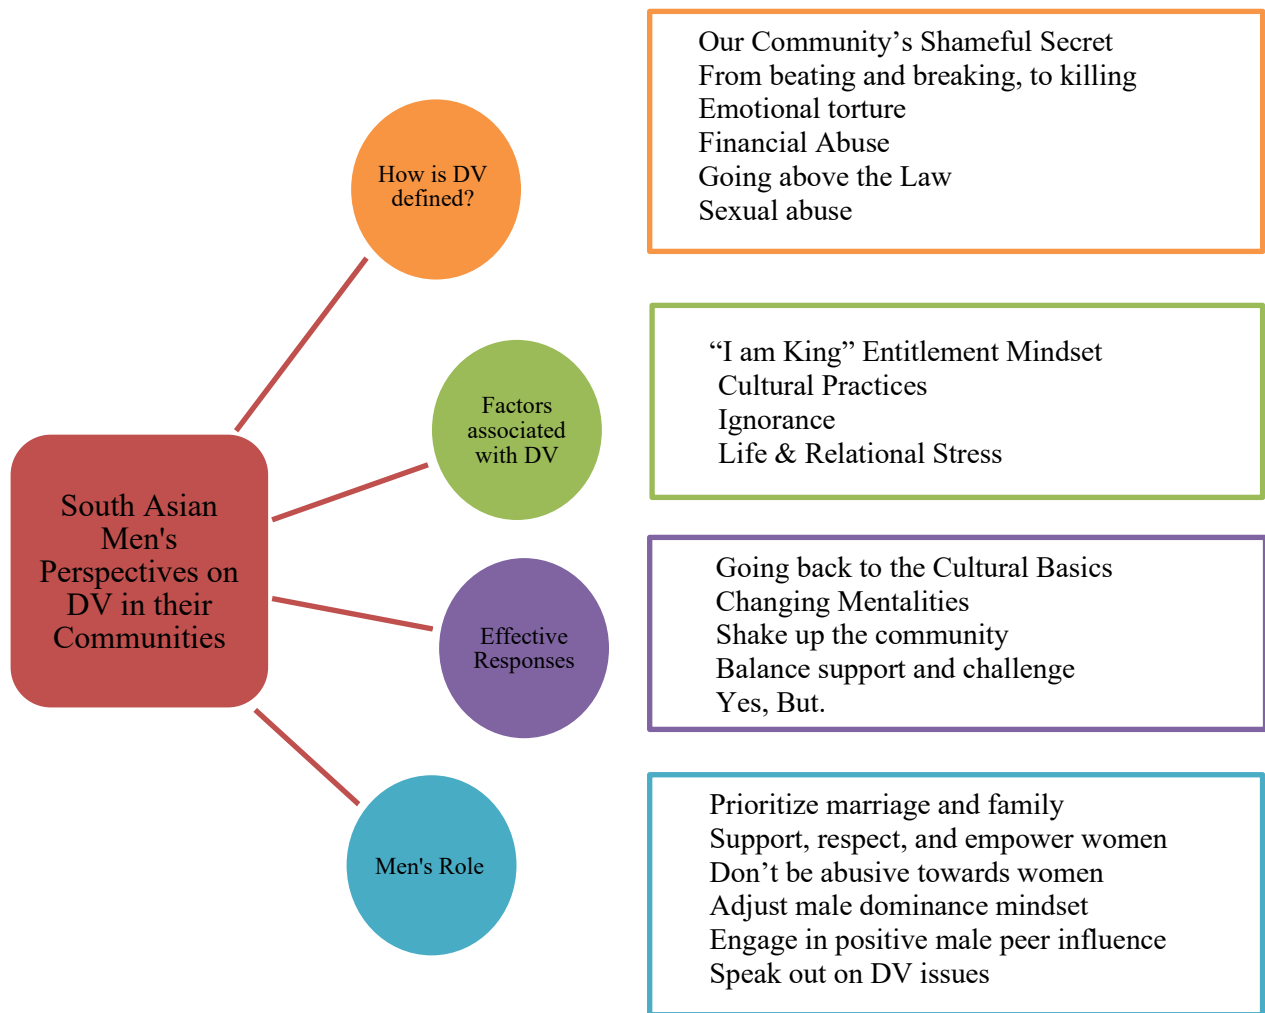 South Asian
Men's
Perspectives on
DV in their
Communities
How is DV
defined?
Our Community’s Shameful Secret
From beating and breaking, to killing
Emotional torture
Financial Abuse
Going above the Law
Sexual abuse
Factors
associated
with DV
“I am King” Entitlement Mindset
Cultural Practices
Ignorance
Life & Relational Stress
Effective
Responses
Going back to the Cultural Basics
Changing Mentalities
Shake up the community
Balance support and challenge
Yes, But.
Men's Role
Prioritize marriage and family
Support, respect, and empower women
Don’t be abusive towards women
Adjust male dominance mindset
Engage in positive male peer influence
Speak out on DV issues